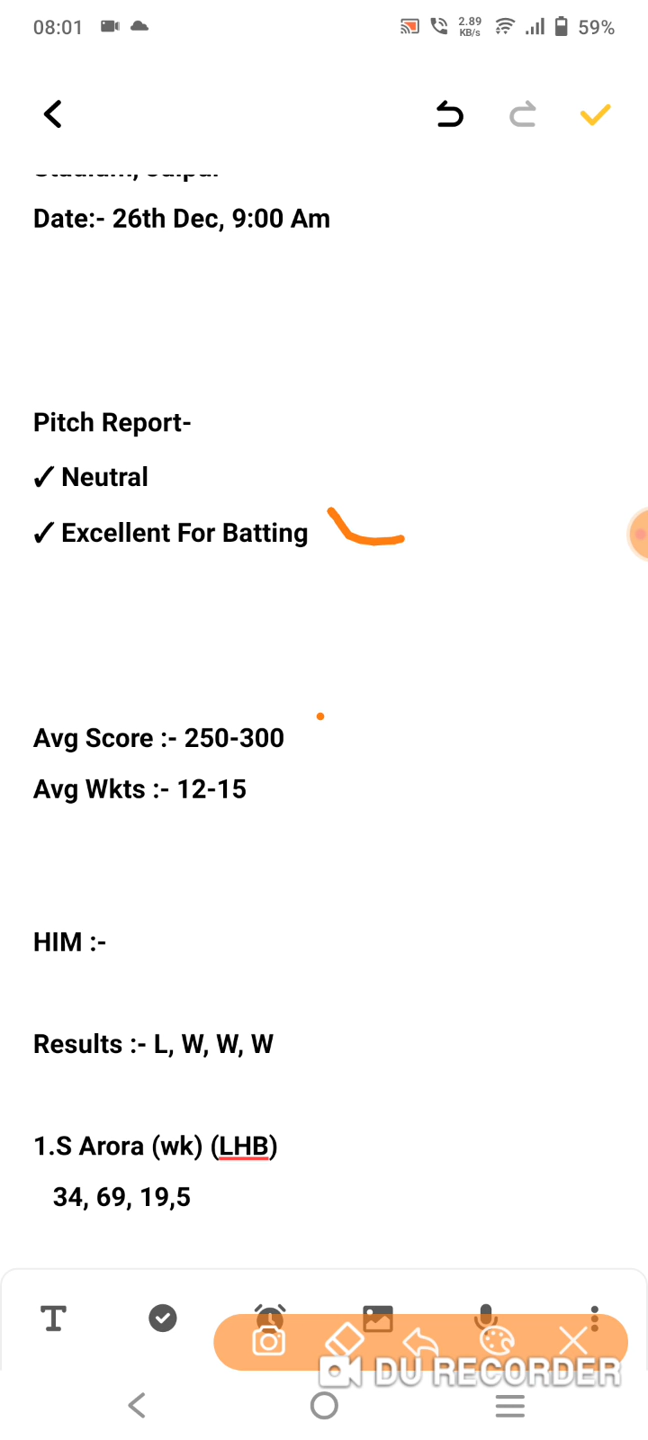 08:01 2.89 KB/s 59%
Stadium, Jaipur
Date:- 26th Dec, 9:00 Am
Pitch Report-
✓ Neutral
✓ Excellent For Batting
Avg Score :- 250-300
Avg Wkts :- 12-15
HIM :-
Results :- L, W, W, W
1.S Arora (wk) (LHB)
34, 69, 19,5
T
DU RECORDER